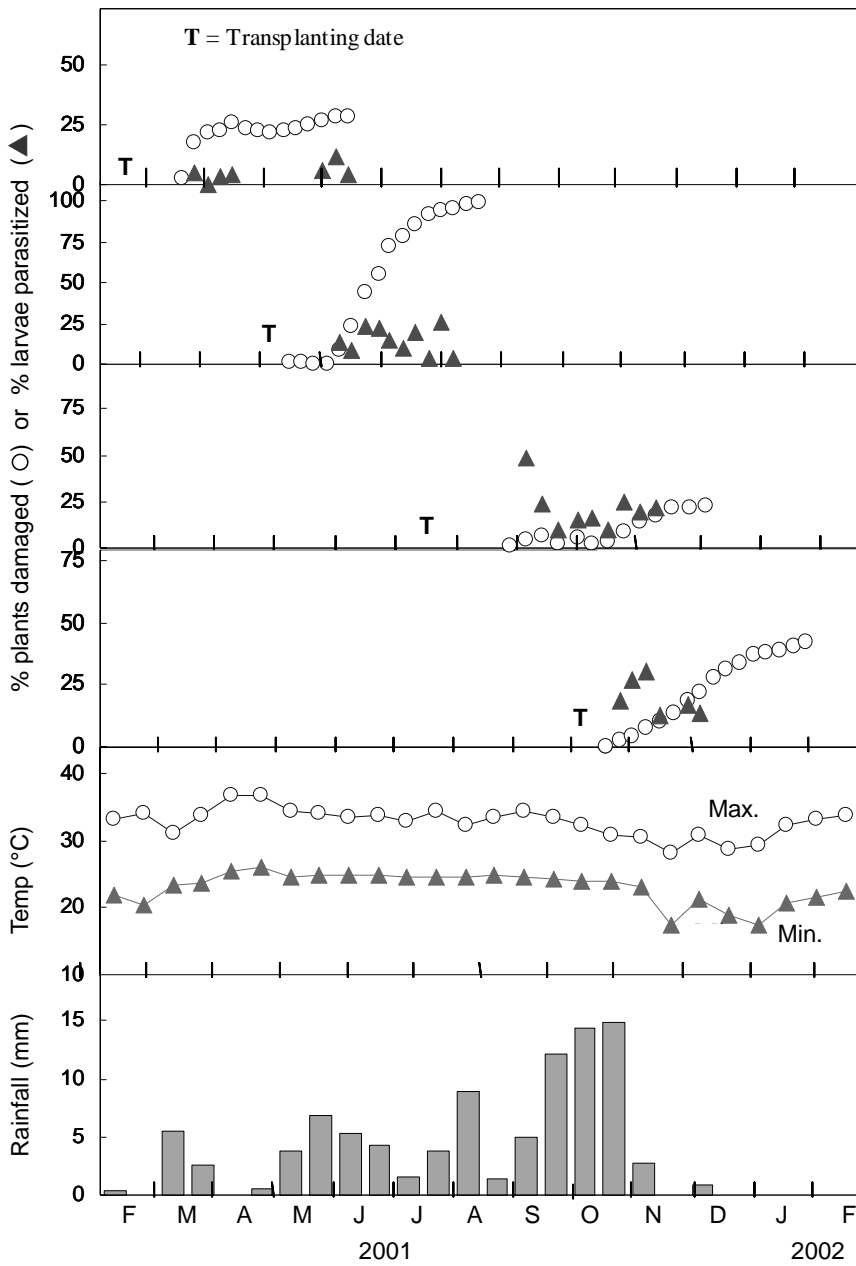 T = Transplanting date
% plants damaged (○) or % larvae parasitized (▲)
50
25
T
0
100
75
50
25
T
0
75
50
25
T
0
75
50
25
T
0
40
Max.
30
Temp (°C)
20
Min.
10
15
Rainfall (mm)
10
5
0
F M A M J J A S O N D J F
2001 2002